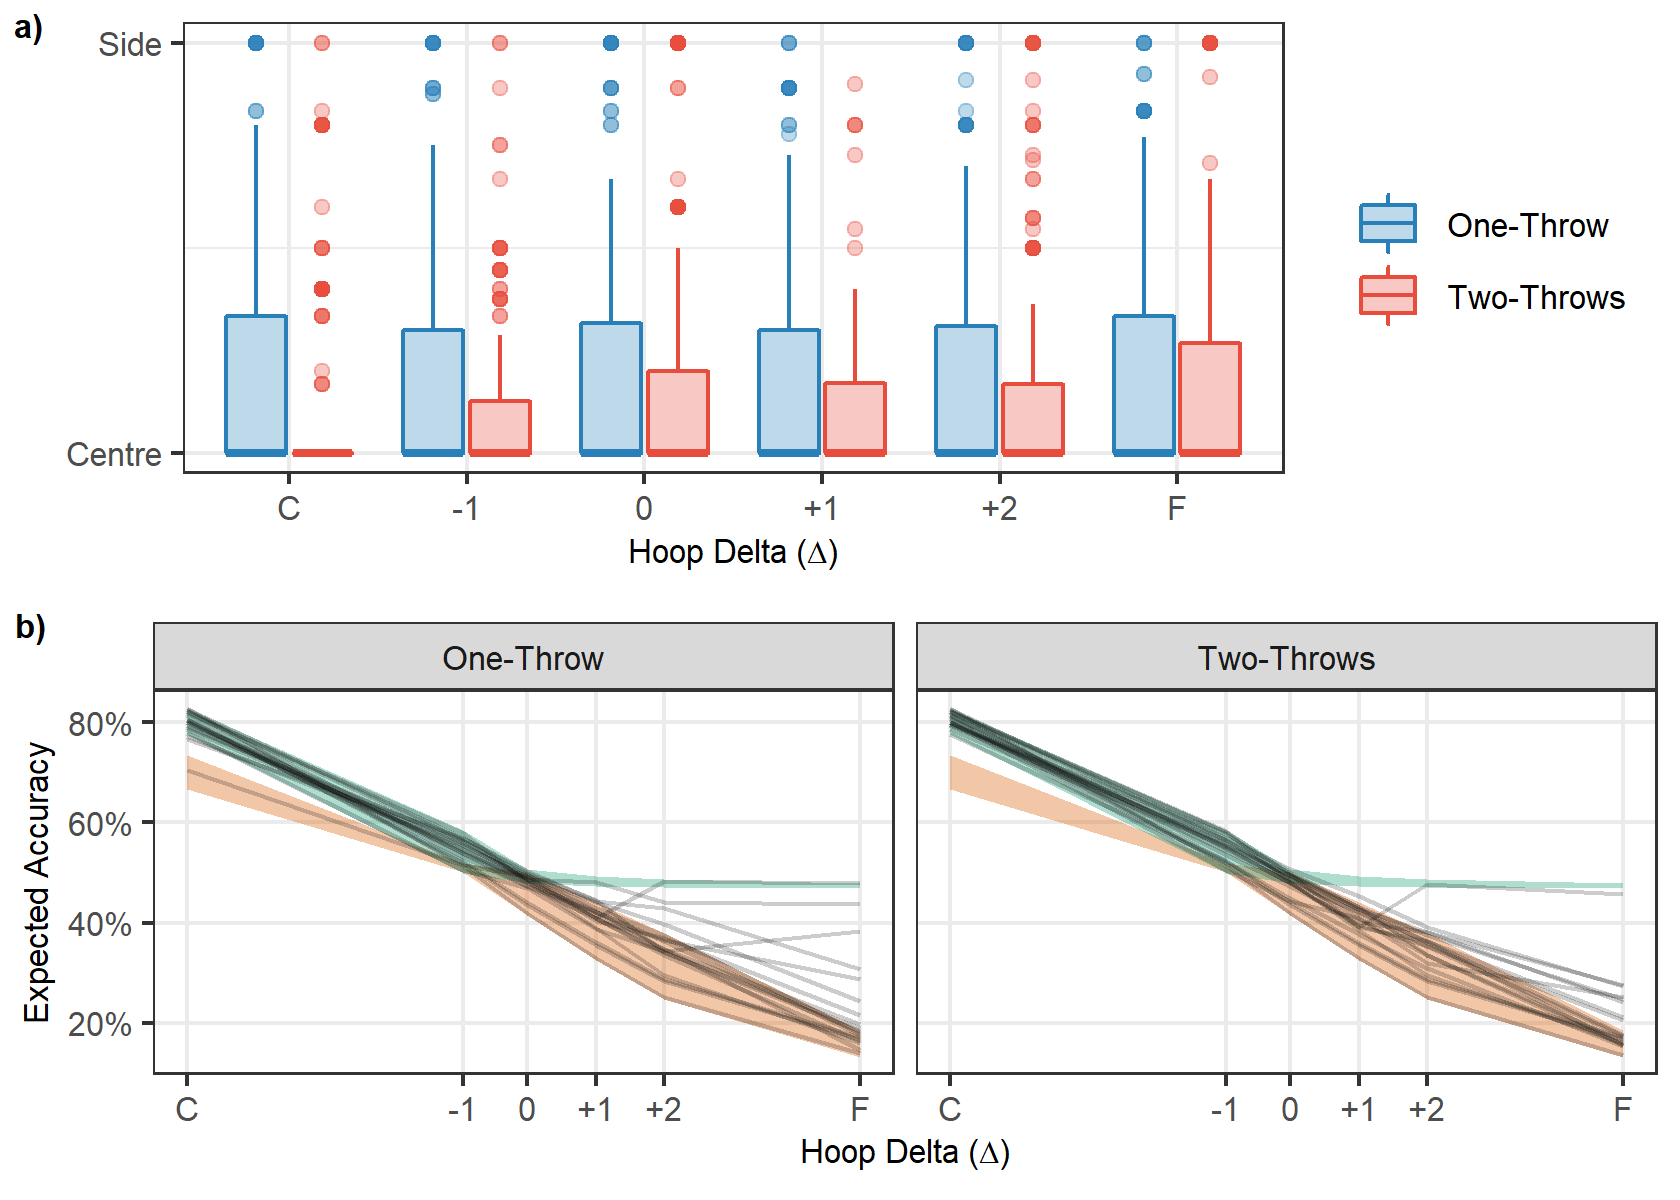 a)
Side
Centre
C -1 0 +1 +2 F
Hoop Delta (Δ)
One-Throw
Two-Throws
b)
One-Throw
Two-Throws
Expected Accuracy
80%
60%
40%
20%
C -1 0 +1 +2 F
C -1 0 +1 +2 F
Hoop Delta (Δ)